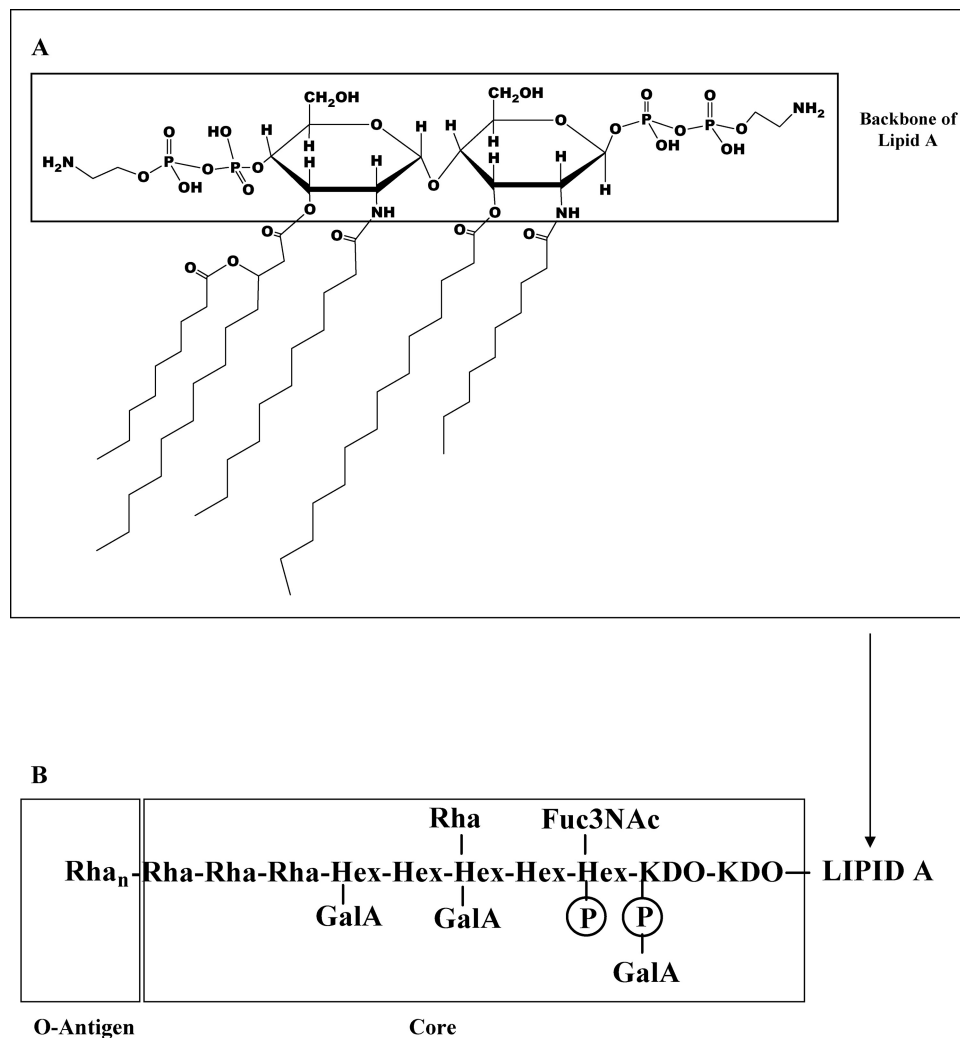 A
Backbone of
Lipid A
CH₂OH
CH₂OH
O
O
NH₂
HO
O
H
H
O
H
H
O
O
P
O
P
O
H₂N
O
P
O
P
O
H
H
H
H
OH
OH
OH
O
H
O
H
H
O
NH
O
NH
O
O
O
O
O
O
B
Rha
Fuc3NAc
Rhaₙ-Rha-Rha-Rha-Hex-Hex-Hex-Hex-Hex-KDO-KDO— LIPID A
GalA
GalA
P
P
GalA
O-Antigen
Core